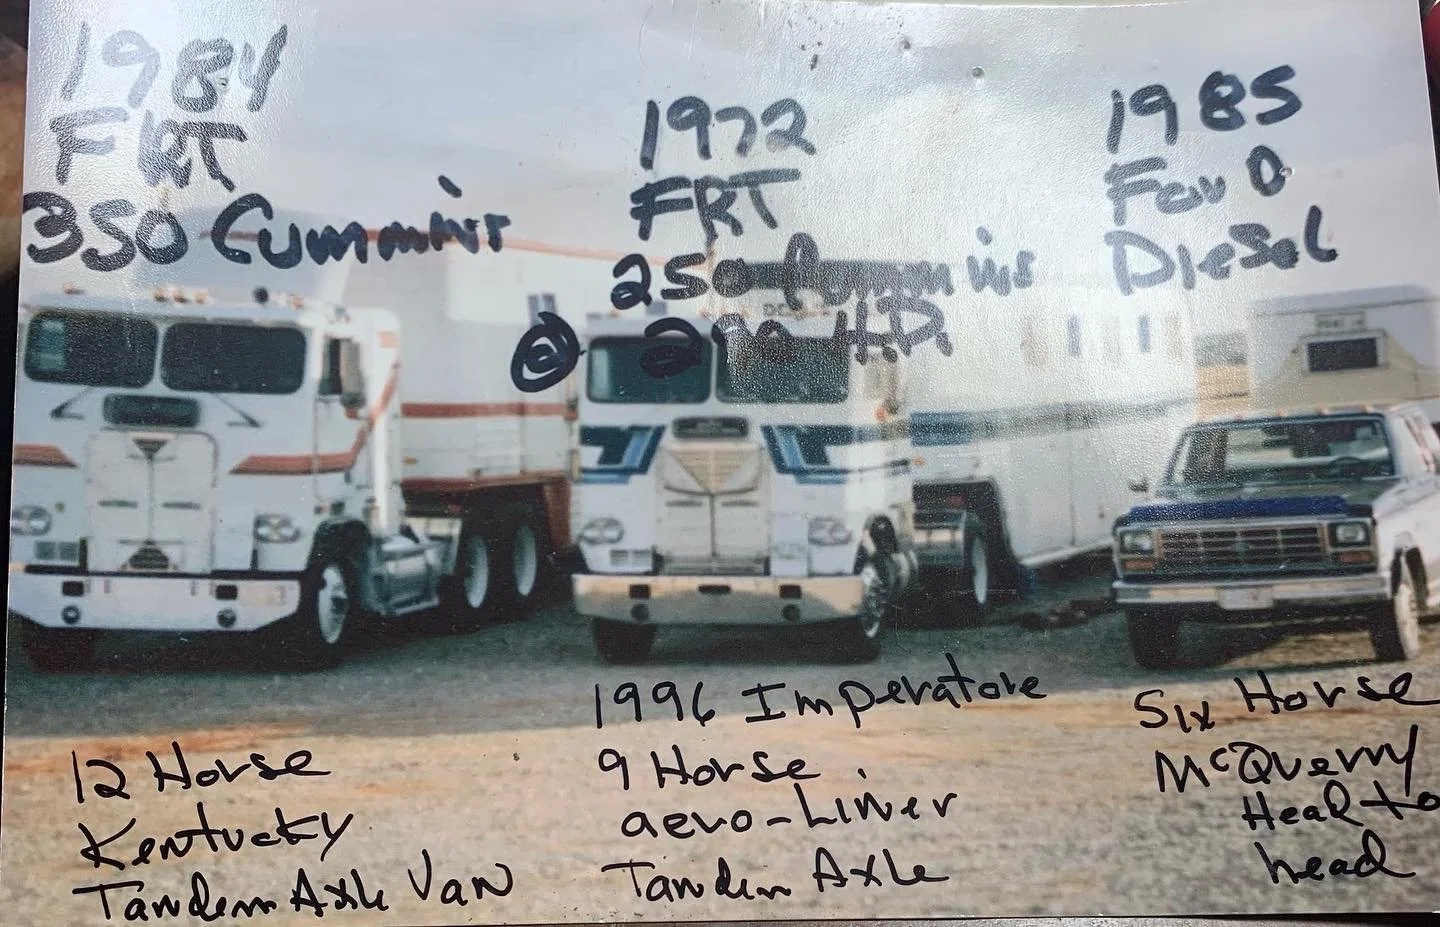 1984
FRT
350 Cummins
1972
FRT
250 Cummins
@ 290 H.P.
1985
Ford
Diesel
12 Horse
Kentucky
Tandem Axle Van
1996 Imperatore
9 Horse
aero-Liner
Tandem Axle
Six Horse
McQuerry
Head to
head